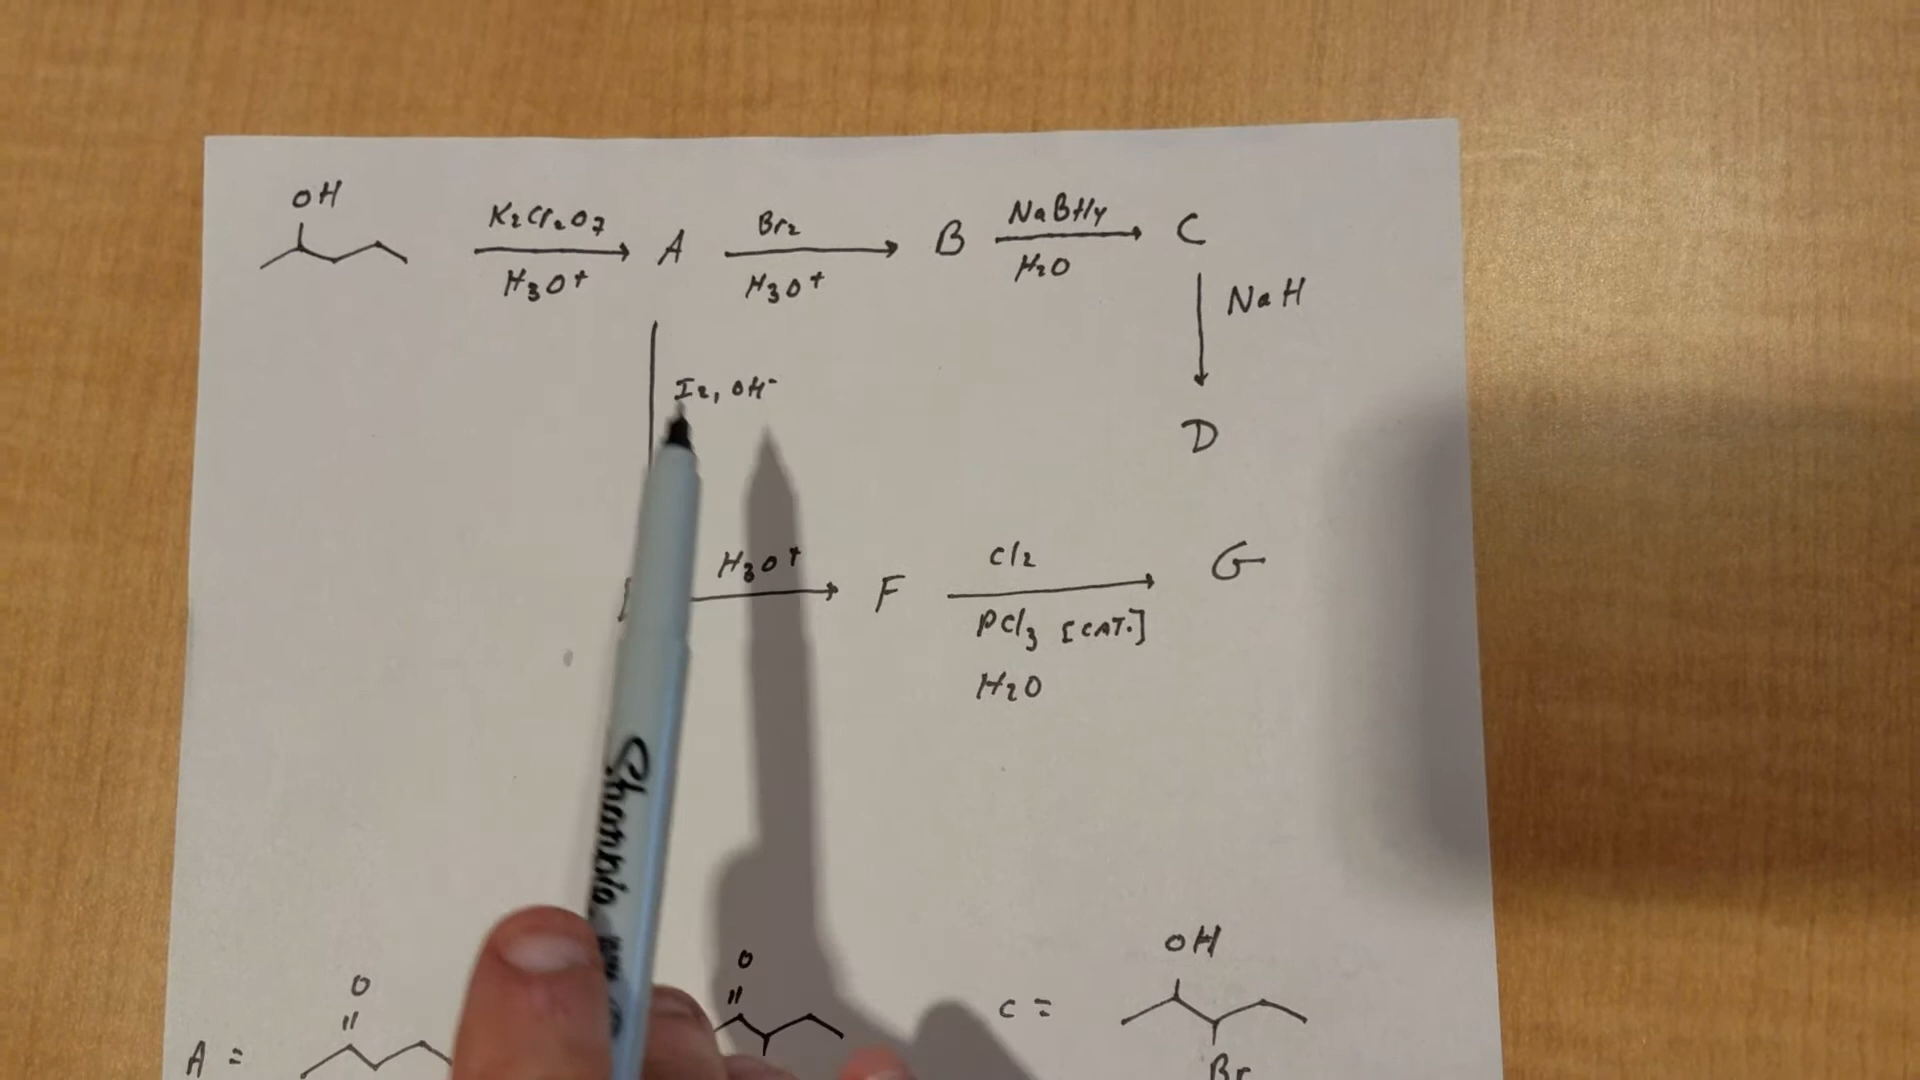 OH
K2Cr2O7
H3O+
A
Br2
H3O+
B
NaBH4
H2O
C
NaH
I2, OH-
D
H3O+
F
Cl2
PCl3 [CAT.]
H2O
G
O
A =
O
C =
OH
Br
Sharpie